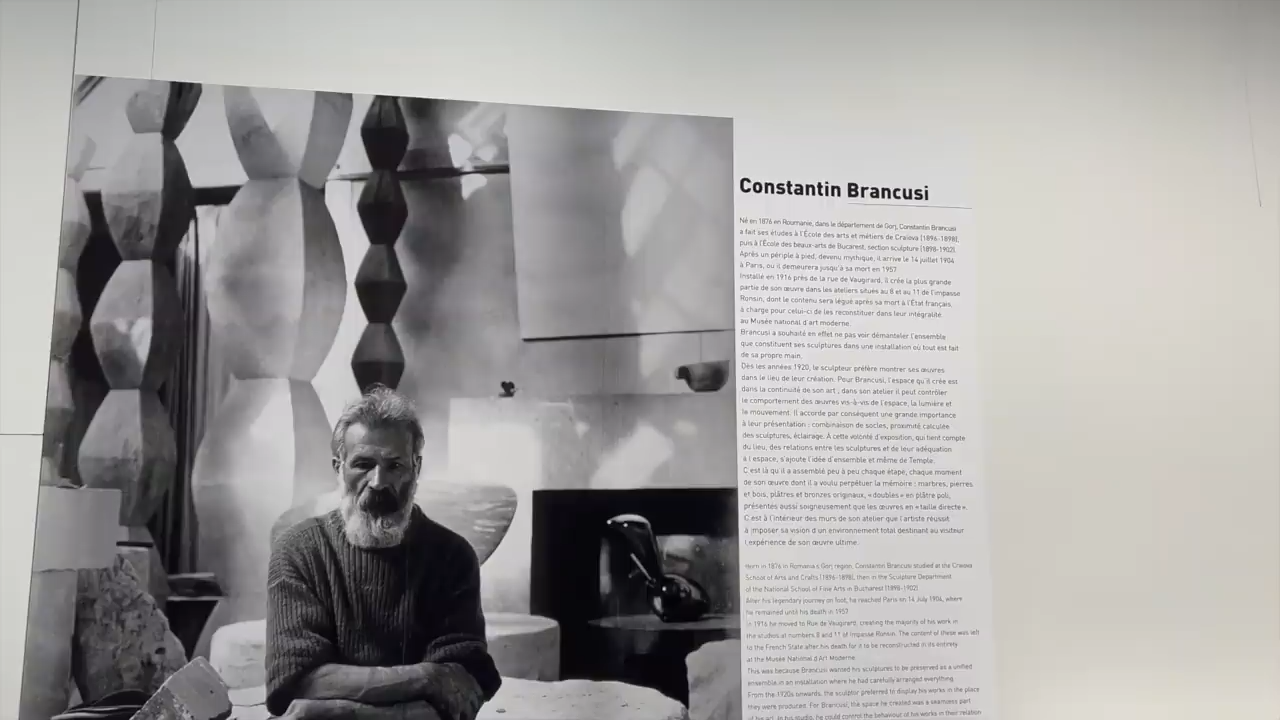 Constantin Brancusi
Né en 1876 en Roumanie, dans le département de Gorj, Constantin Brancusi
a fait ses études à l'École des arts et métiers de Craiova (1896-1898),
puis à l'École des beaux-arts de Bucarest, section sculpture (1898-1902).
Après un périple à pied, devenu mythique, il arrive le 14 juillet 1904
à Paris, où il demeurera jusqu'à sa mort en 1957.
Installé en 1916 près de la rue de Vaugirard, il crée la plus grande
partie de son œuvre dans les ateliers situés au 8 et au 11 de l'impasse
Ronsin, dont le contenu sera légué après sa mort à l'État français,
à charge pour celui-ci de les reconstituer dans leur intégralité
au Musée national d'art moderne.
Brancusi a souhaité en effet ne pas voir démanteler l'ensemble
que constituent ses sculptures dans une installation où tout est fait
de sa propre main.
Dès les années 1920, le sculpteur préfère montrer ses œuvres
dans le lieu de leur création. Pour Brancusi, l'espace qu'il crée est
dans la continuité de son art ; dans son atelier il peut contrôler
le comportement des œuvres vis-à-vis de l'espace, la lumière et
le mouvement. Il accorde par conséquent une grande importance
à leur présentation : combinaison de socles, proximité calculée
des sculptures, éclairage. À cette volonté d'exposition, qui tient compte
du lieu, des relations entre les sculptures et de leur adéquation
à l'espace, s'ajoute l'idée d'ensemble et même de Temple.
C'est là qu'il a assemblé peu à peu chaque étape, chaque moment
de son œuvre dont il a voulu perpétuer la mémoire : marbres, pierres
et bois, plâtres et bronzes originaux, « doubles » en plâtre poli,
présentés aussi soigneusement que les œuvres en « taille directe ».
C'est à l'intérieur des murs de son atelier que l'artiste réussit
à imposer sa vision d'un environnement total destinant au visiteur
l'expérience de son œuvre ultime.
Born in 1876 in Romania's Gorj region, Constantin Brancusi studied at the Craiova
School of Arts and Crafts (1896-1898), then in the Sculpture Department
of the National School of Fine Arts in Bucharest (1898-1902).
After his legendary journey on foot, he reached Paris on 14 July 1904, where
he remained until his death in 1957.
In 1916 he moved to Rue de Vaugirard, creating the majority of his work in
the studios at numbers 8 and 11 of Impasse Ronsin. The content of these was left
to the French State after his death for it to be reconstructed in its entirety
at the Musée National d'Art Moderne.
This was because Brancusi wanted his sculptures to be preserved as a unified
ensemble in an installation where he had carefully arranged everything.
From the 1920s onwards, the sculptor preferred to display his works in the place
they were produced. For Brancusi, the space he created was a seamless part
of his art. In his studio, he could control the behaviour of his works in their relation